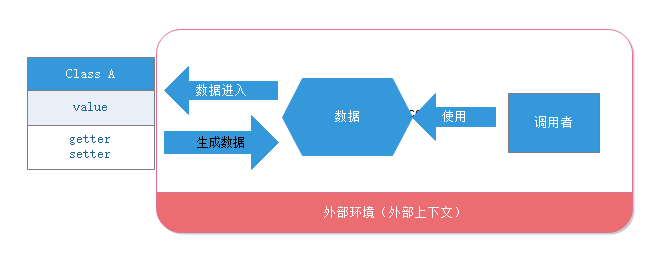 Class A
value
getter
setter
数据进入
生成数据
数据
使用
调用者
外部环境（外部上下文）